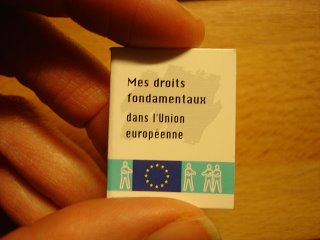 Mes droits
fondamentaux
dans l'Union
européenne